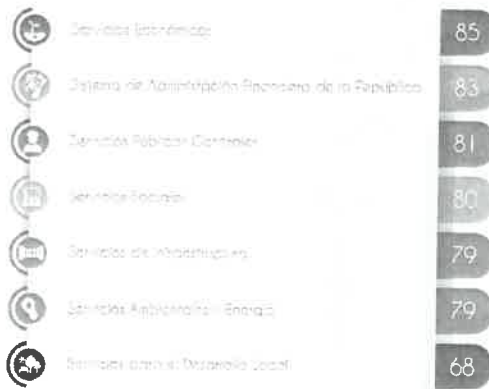 Servicios Económicos 85
Sistema de Administración Financiera de la República 83
Servicios Públicos Generales 81
Servicios Sociales 80
Servicios de Infraestructura 79
Servicios Ambientales Energía 79
Servicios para el Desarrollo Local 68